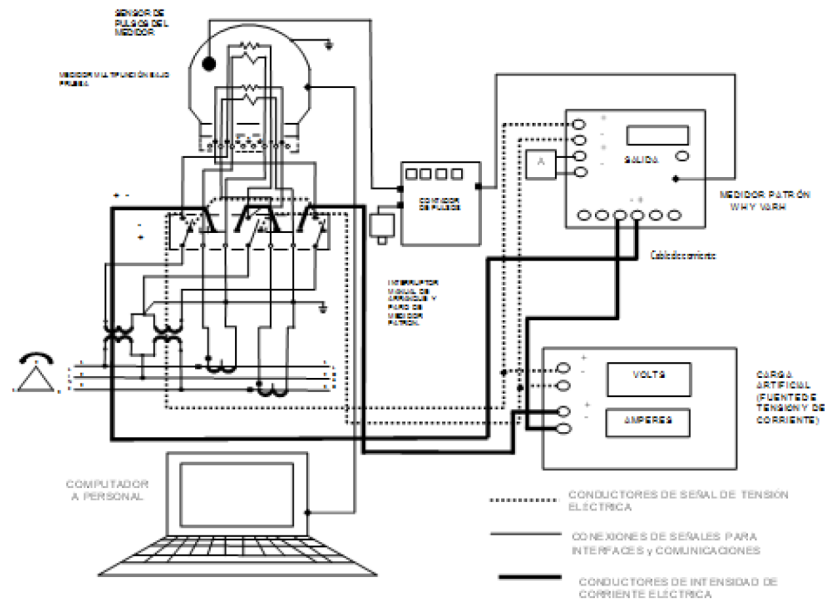 SENSOR DE
PULSOS DEL
MEDIDOR
MEDIDOR MULTIFUNCIÓN BAJO
PRUEBA
+ -
-
+
CONTADOR
DE PULSOS
INTERRUPTOR
MANUAL DE
ARRANQUE Y
PARO DE
MEDIDOR
PATRON.
A
+
-
+
-
SALIDA
- +
MEDIDOR PATRÓN
WH Y VARH
Cable de corriente
+
-
+
-
VOLTS
AMPERES
CARGA
ARTIFICIAL
(FUENTE DE
TENSION Y DE
CORRIENTE)
COMPUTADOR
A PERSONAL
CONDUCTORES DE SEÑAL DE TENSIÓN
ELECTRICA
CONEXIONES DE SEÑALES PARA
INTERFACES y COMUNICACIONES
CONDUCTORES DE INTENSIDAD DE
CORRIENTE ELECTRICA